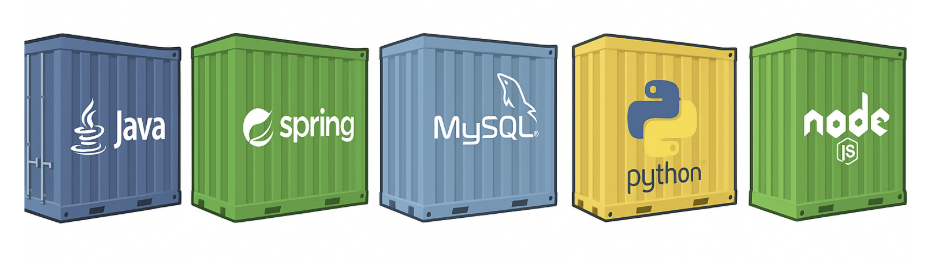 Java
spring
MySQL®
python
node
JS